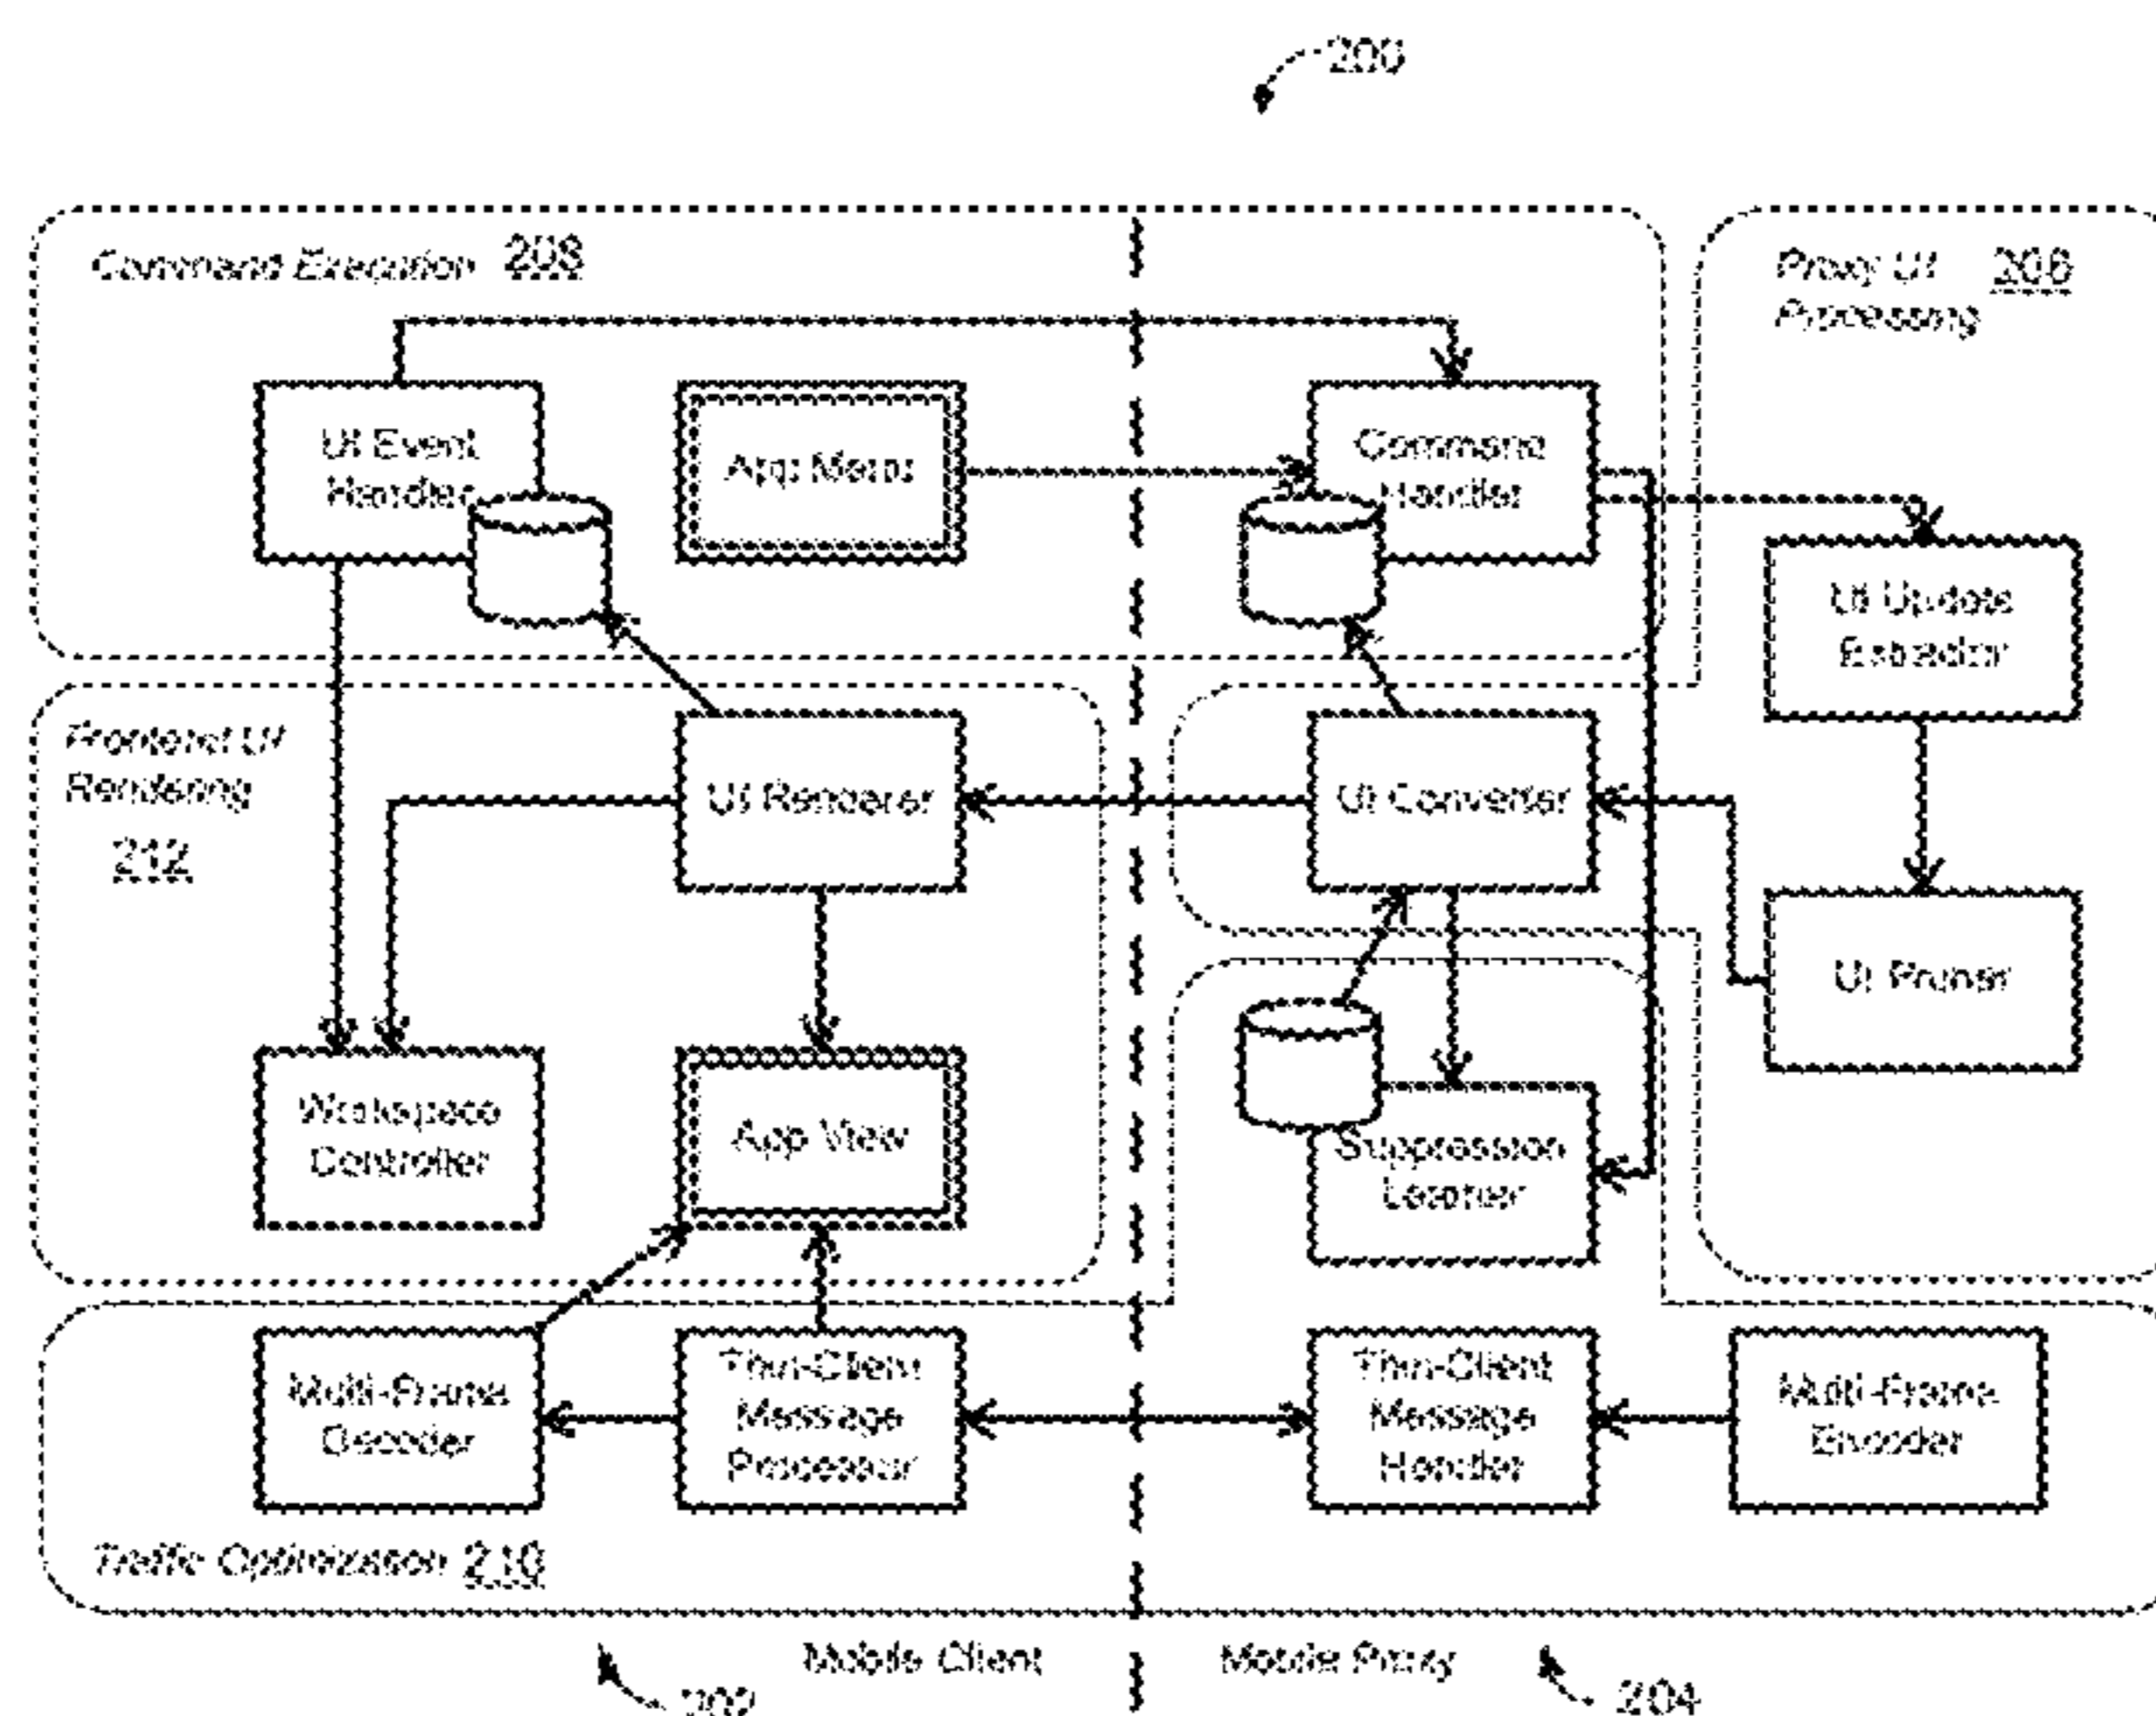 200
Command Execution 208
Proxy UI 206
Processing
UI Event
Handler
App Menu
Command
Handler
UI Update
Extractor
Frontend UI
Rendering
212
UI Renderer
UI Converter
UI Pruner
Workspace
Controller
App View
Suppression
Learner
Multi-Frame
Decoder
Thin-Client
Message
Processor
Thin-Client
Message
Handler
Multi-Frame
Encoder
Traffic Optimization 210
Mobile Client
Mobile Proxy
202
204